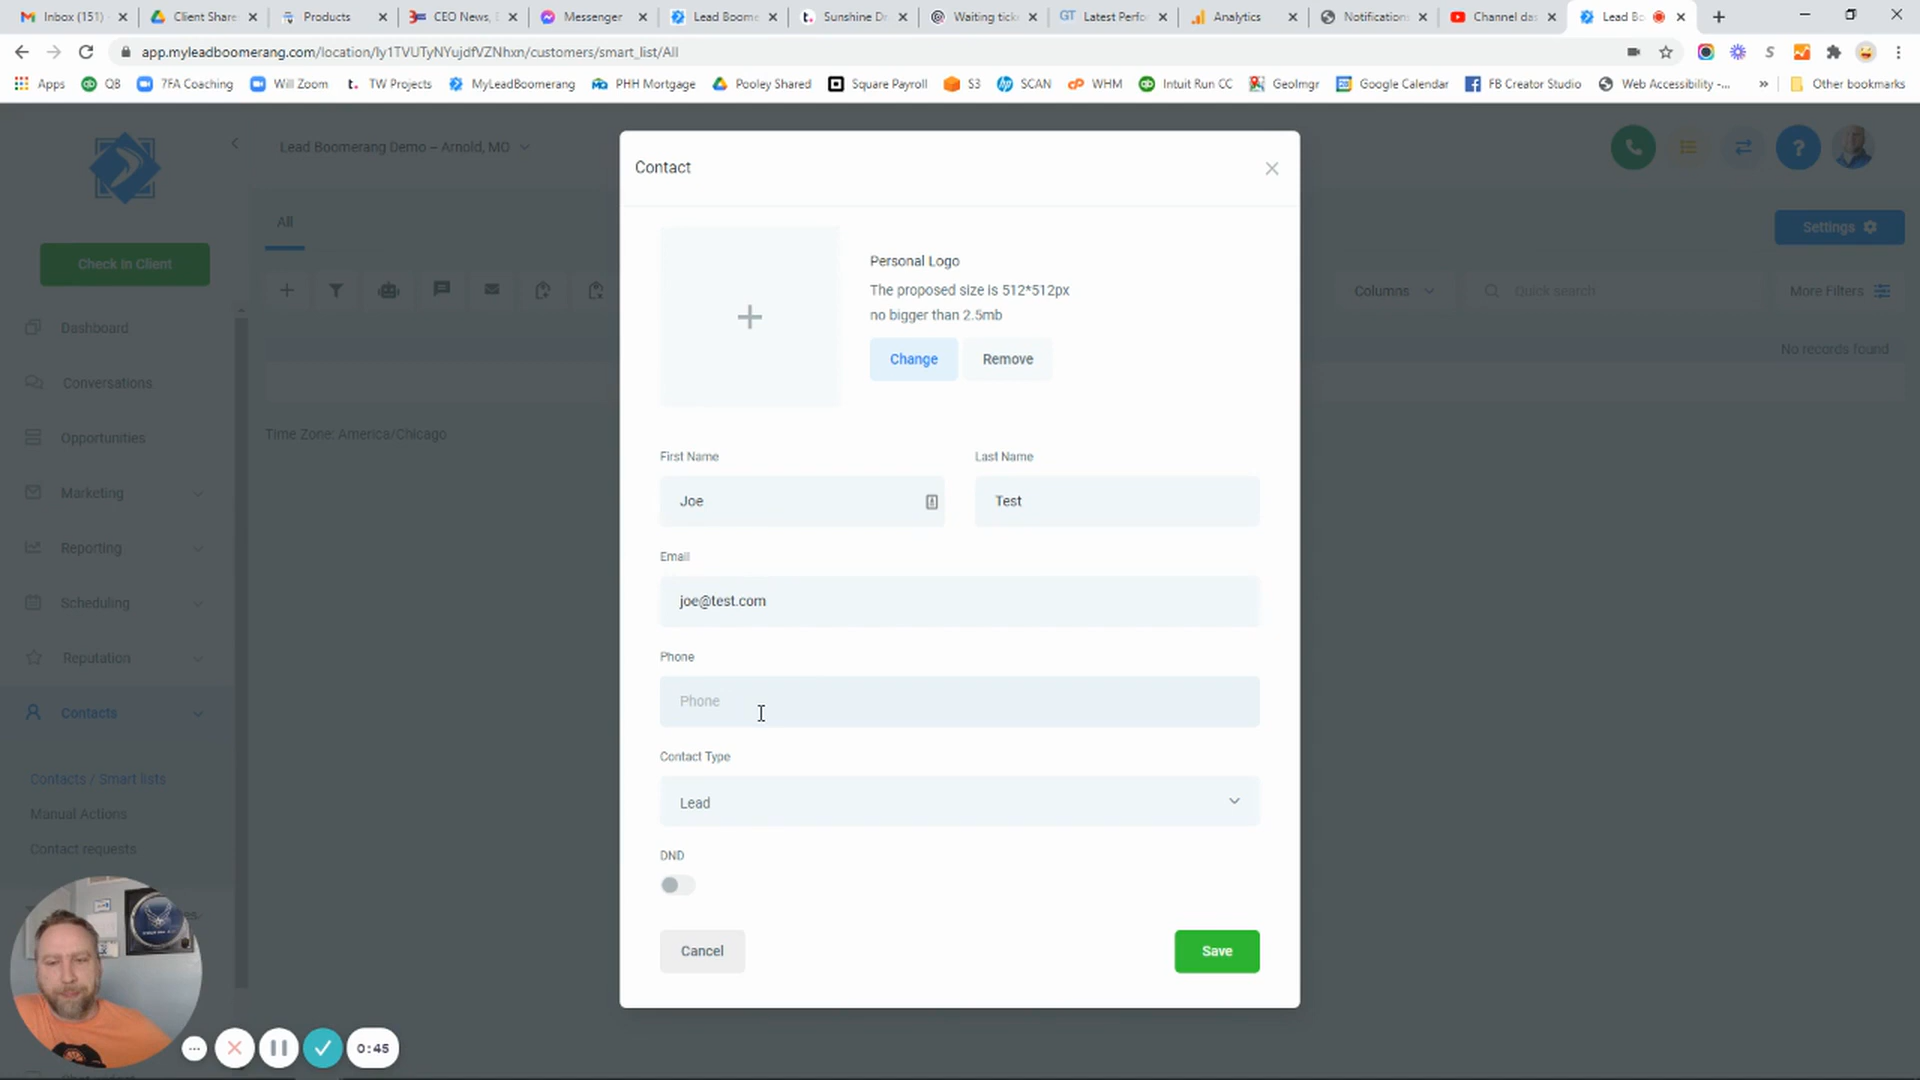 Inbox (151)
Client Share
Products
CEO News, E
Messenger
Lead Boome
Sunshine Dr
Waiting tick
GT Latest Perfo
Analytics
Notification
Channel das
Lead Bo
app.myleadboomerang.com/location/Iy1TVUTyNYujdfVZNhxn/customers/smart_list/All
Apps
QB
7FA Coaching
Will Zoom
t. TW Projects
MyLeadBoomerang
PHH Mortgage
Pooley Shared
Square Payroll
S3
SCAN
WHM
Intuit Run CC
GeoImgr
Google Calendar
FB Creator Studio
Web Accessibility -...
»
Other bookmarks
Lead Boomerang Demo – Arnold, MO
All
Settings
Check In Client
Columns
Quick search
More Filters
No records found
Time Zone: America/Chicago
Dashboard
Conversations
Opportunities
Marketing
Reporting
Scheduling
Reputation
Contacts
Contacts / Smart lists
Manual Actions
Contact requests
Contact
Personal Logo
The proposed size is 512*512px
no bigger than 2.5mb
Change
Remove
First Name
Last Name
Joe
Test
Email
joe@test.com
Phone
Phone
Contact Type
Lead
DND
Cancel
Save
0:45